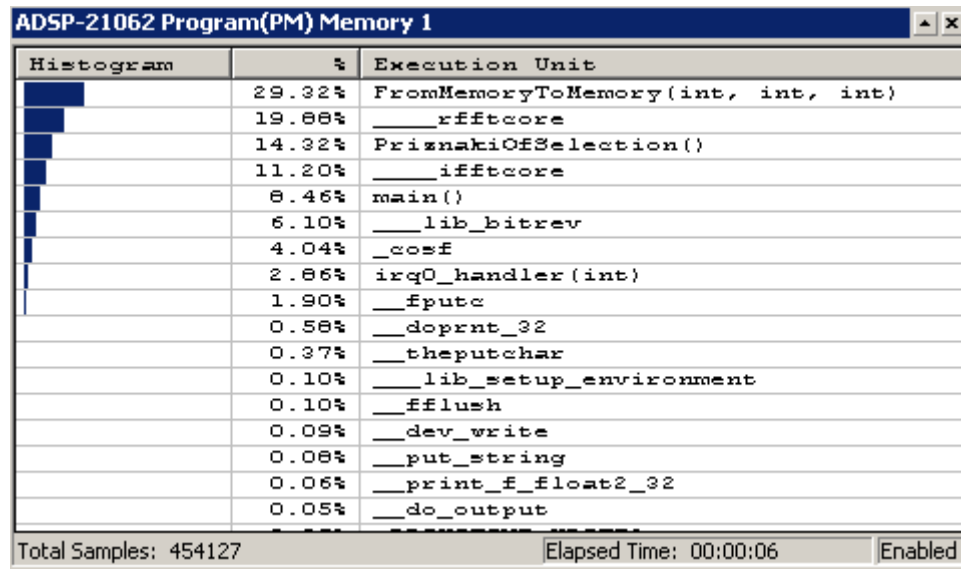 ADSP-21062 Program(PM) Memory 1
Histogram % Execution Unit
29.32% FromMemoryToMemory(int, int, int)
19.88% ____rfftcore
14.32% PriznakiOfSelection()
11.20% ____ifftcore
8.46% main()
6.10% ___lib_bitrev
4.04% _cosf
2.86% irq0_handler(int)
1.90% __fputc
0.58% __doprnt_32
0.37% __theputchar
0.10% ___lib_setup_environment
0.10% __fflush
0.09% __dev_write
0.08% __put_string
0.06% __print_f_float2_32
0.05% __do_output
Total Samples: 454127 Elapsed Time: 00:00:06 Enabled